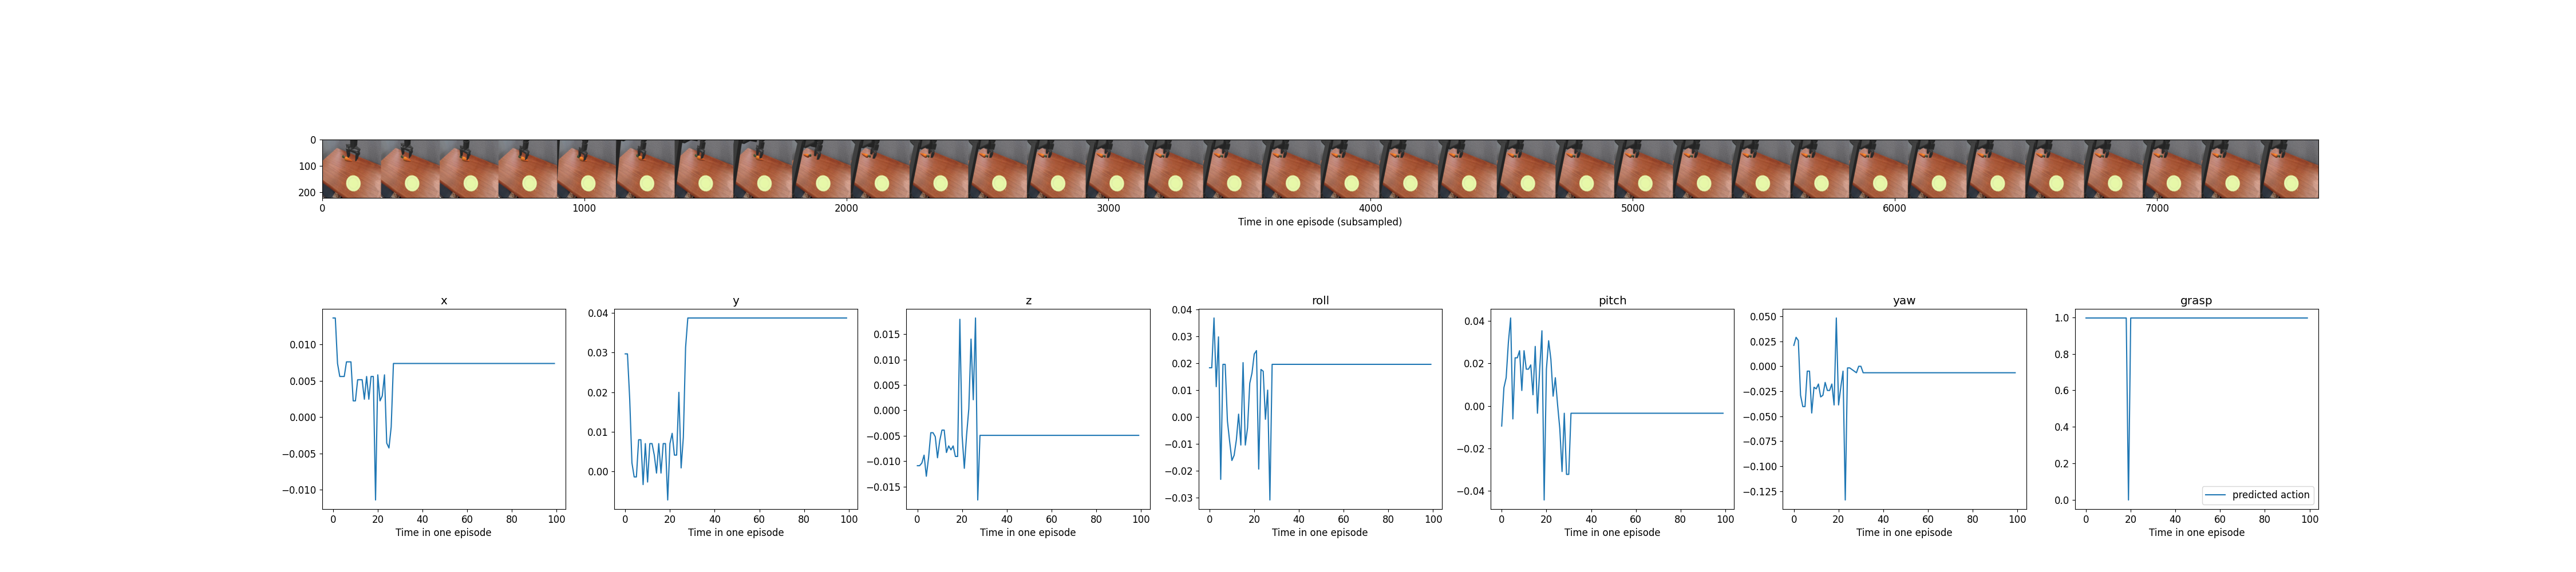 0
100
200
0 1000 2000 3000 4000 5000 6000 7000
Time in one episode (subsampled)
x
0.010
0.005
0.000
−0.005
−0.010
0 20 40 60 80 100
Time in one episode
y
0.04
0.03
0.02
0.01
0.00
0 20 40 60 80 100
Time in one episode
z
0.015
0.010
0.005
0.000
−0.005
−0.010
−0.015
0 20 40 60 80 100
Time in one episode
roll
0.04
0.03
0.02
0.01
0.00
−0.01
−0.02
−0.03
0 20 40 60 80 100
Time in one episode
pitch
0.04
0.02
0.00
−0.02
−0.04
0 20 40 60 80 100
Time in one episode
yaw
0.050
0.025
0.000
−0.025
−0.050
−0.075
−0.100
−0.125
0 20 40 60 80 100
Time in one episode
grasp
1.0
0.8
0.6
0.4
0.2
0.0
predicted action
0 20 40 60 80 100
Time in one episode